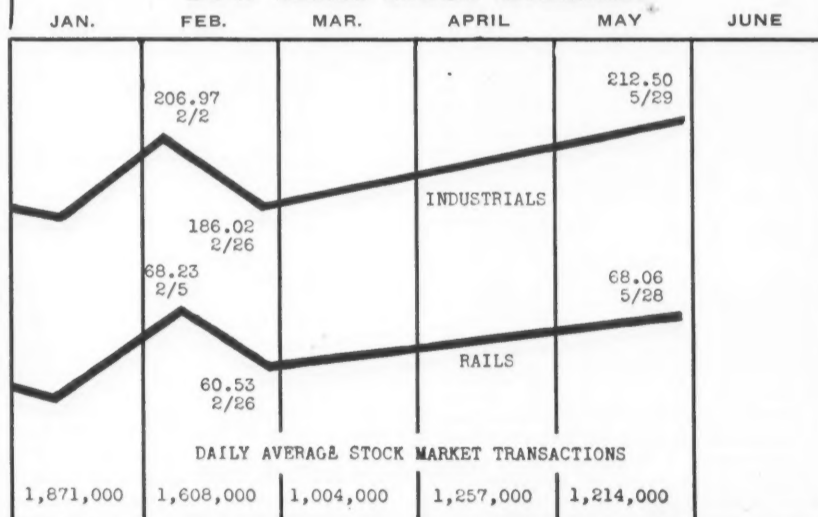 JAN. FEB. MAR. APRIL MAY JUNE
206.97
2/2
212.50
5/29
INDUSTRIALS
186.02
2/26
68.23
2/5
68.06
5/28
RAILS
60.53
2/26
DAILY AVERAGE STOCK MARKET TRANSACTIONS
1,871,000 1,608,000 1,004,000 1,257,000 1,214,000